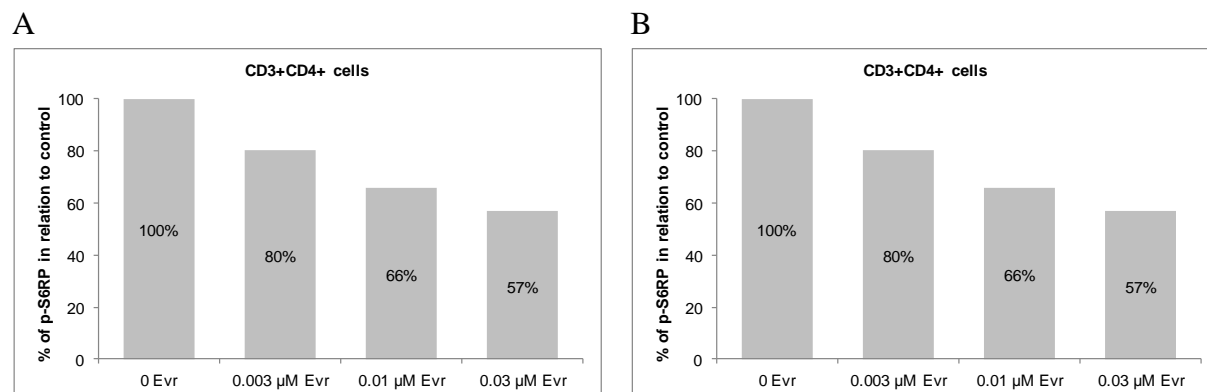 A
CD3+CD4+ cells
% of p-S6RP in relation to control
100
80
60
40
20
0
100%
80%
66%
57%
0 Evr
0.003 µM Evr
0.01 µM Evr
0.03 µM Evr
B
CD3+CD4+ cells
% of p-S6RP in relation to control
100
80
60
40
20
0
100%
80%
66%
57%
0 Evr
0.003 µM Evr
0.01 µM Evr
0.03 µM Evr